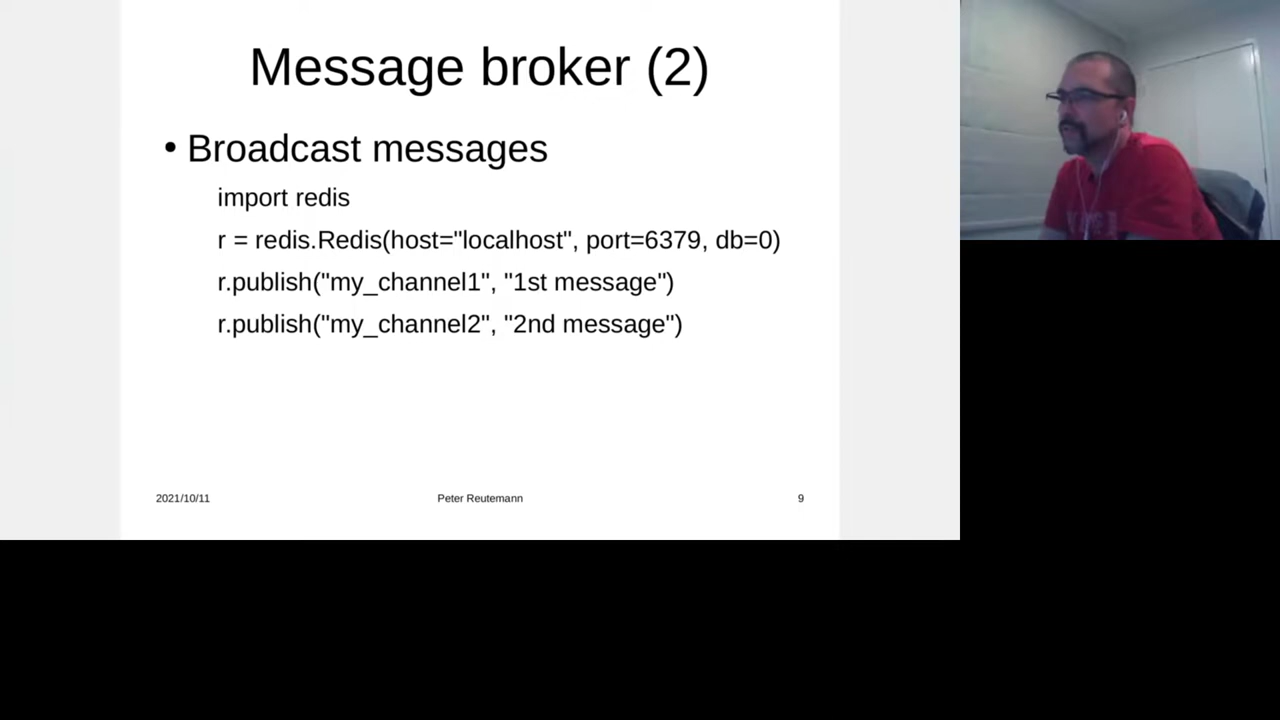 Message broker (2)
• Broadcast messages
import redis
r = redis.Redis(host="localhost", port=6379, db=0)
r.publish("my_channel1", "1st message")
r.publish("my_channel2", "2nd message")
2021/10/11
Peter Reutemann
9